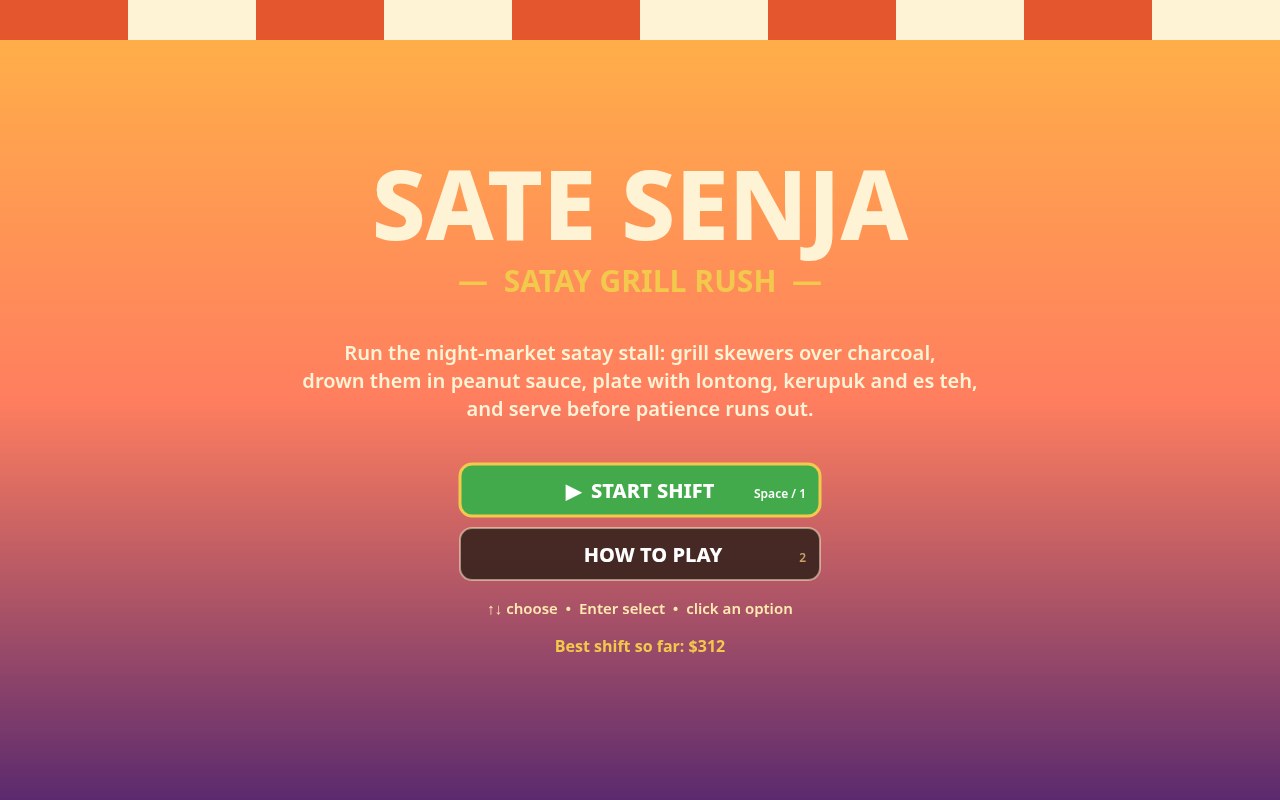 SATE SENJA
— SATAY GRILL RUSH —
Run the night-market satay stall: grill skewers over charcoal,
drown them in peanut sauce, plate with lontong, kerupuk and es teh,
and serve before patience runs out.
▶ START SHIFT Space / 1
HOW TO PLAY 2
↑↓ choose • Enter select • click an option
Best shift so far: $312